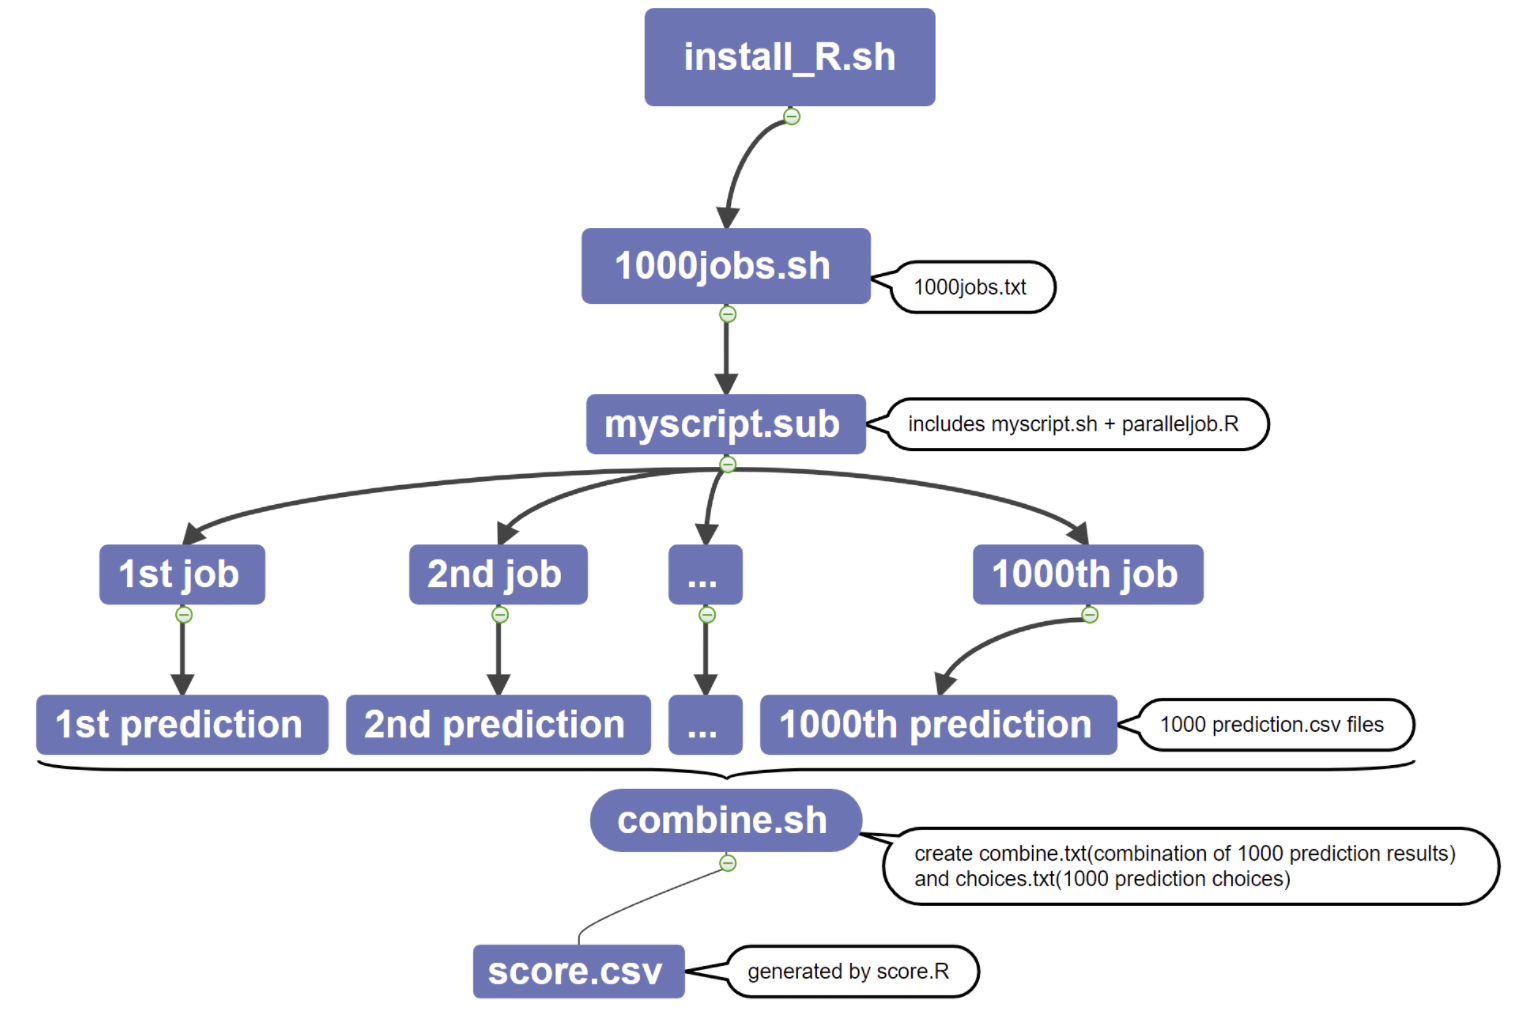 install_R.sh
1000jobs.sh
1000jobs.txt
myscript.sub
includes myscript.sh + paralleljob.R
1st job
2nd job
...
1000th job
1st prediction
2nd prediction
...
1000th prediction
1000 prediction.csv files
combine.sh
create combine.txt(combination of 1000 prediction results)
and choices.txt(1000 prediction choices)
score.csv
generated by score.R